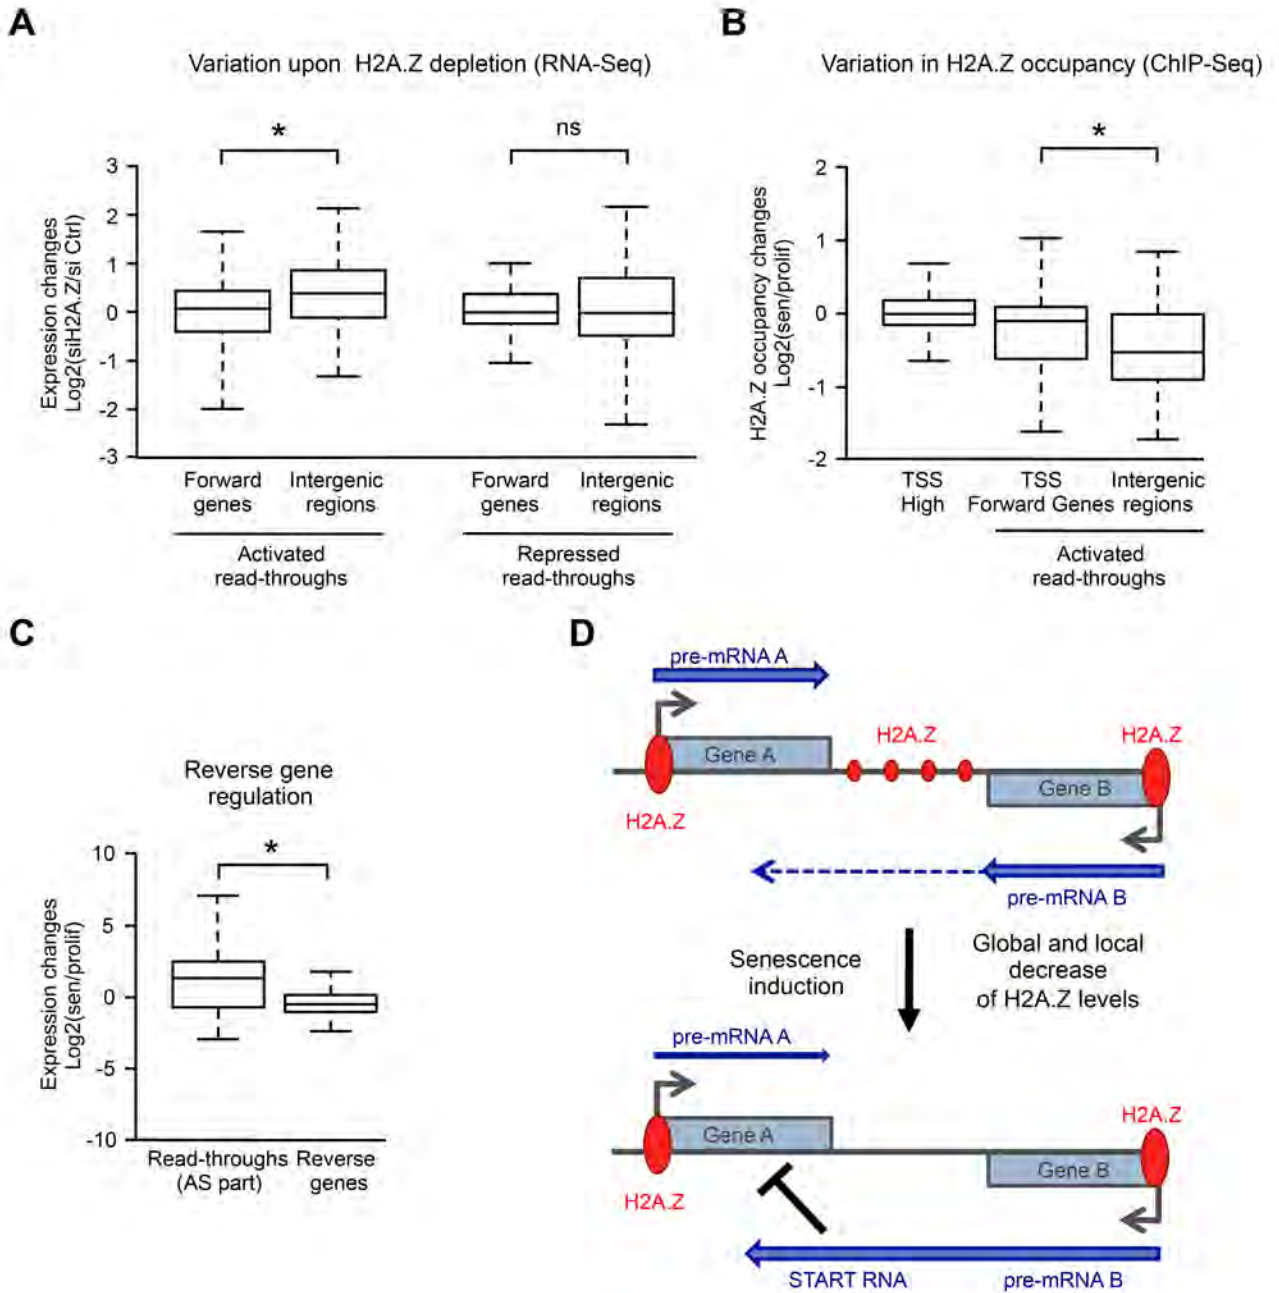 A
Variation upon H2A.Z depletion (RNA-Seq)
*
ns
Expression changes
Log2(siH2A.Z/si Ctrl)
3
2
1
0
-1
-2
-3
Forward
genes
Intergenic
regions
Forward
genes
Intergenic
regions
Activated
read-throughs
Repressed
read-throughs
B
Variation in H2A.Z occupancy (ChIP-Seq)
*
H2A.Z occupancy changes
Log2(sen/prolif)
2
1
0
-1
-2
TSS
High
TSS
Forward Genes
Intergenic
regions
Activated
read-throughs
C
Reverse gene
regulation
*
Expression changes
Log2(sen/prolif)
10
5
0
-5
-10
Read-throughs
(AS part)
Reverse
genes
D
pre-mRNA A
Gene A
H2A.Z
H2A.Z
H2A.Z
Gene B
pre-mRNA B
Senescence
induction
Global and local
decrease
of H2A.Z levels
pre-mRNA A
Gene A
H2A.Z
H2A.Z
Gene B
START RNA
pre-mRNA B